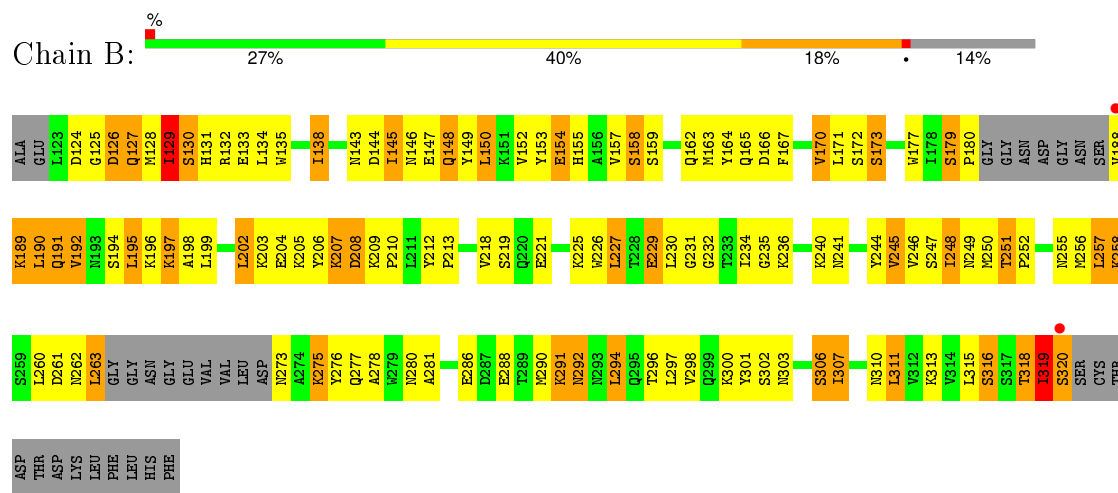 %
Chain B:
27% 40% 18% • 14%
ALA GLU L123 D124 G125 D126 Q127 M128 I129 S130 H131 R132 E133 L134 W135 I138 N143 D144 I145 N146 E147 Q148 Y149 L150 K151 V152 Y153 E154 H155 A156 V157 S158 S159 Q162 M163 Y164 Q165 D166 F167 V170 L171 S172 S173 W177 I178 S179 P180 GLY GLY ASN ASP GLY ASN SER V188
K189 L190 Q191 V192 N193 S194 L195 K196 K197 A198 L199 L202 K203 E204 K205 Y206 K207 D208 K209 P210 L211 Y212 P213 V218 S219 Q220 E221 K225 W226 L227 T228 E229 L230 G231 G232 T233 I234 G235 K236 K240 N241 Y244 V245 V246 S247 I248 N249 M250 T251 P252 N255 M256 L257 K258
S259 L260 D261 N262 L263 GLY GLY ASN GLY GLU VAL VAL LEU ASP N273 A274 K275 Y276 Q277 A278 W279 N280 A281 E286 D287 E288 T289 M290 K291 N292 N293 L294 Q295 T296 L297 V298 Q299 K300 Y301 S302 N303 S306 I307 N310 L311 V312 K313 V314 L315 S316 S317 T318 I319 S320 SER CYS THR
ASP THR ASP LYS LEU PHE LEU HIS PHE